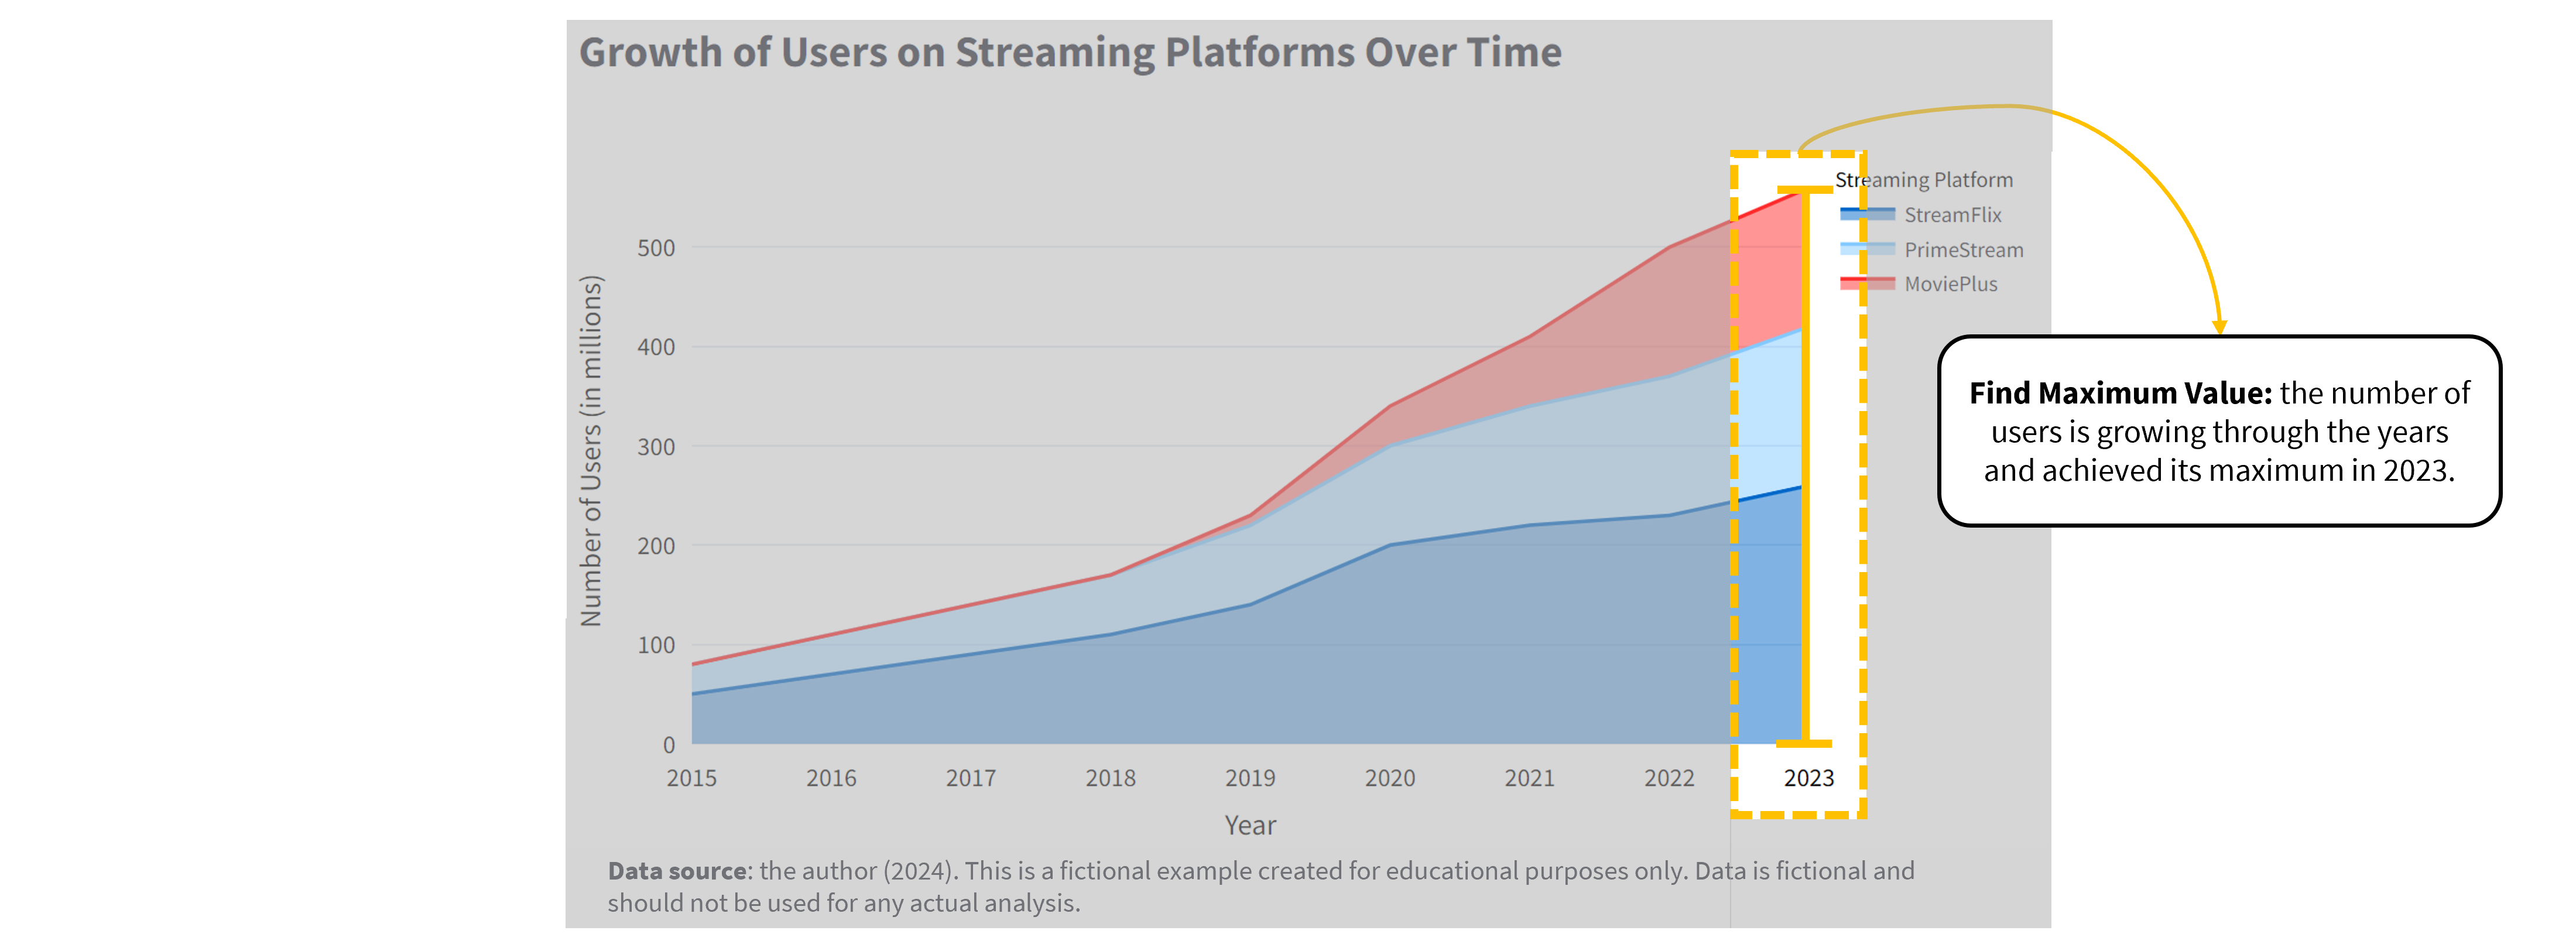 Growth of Users on Streaming Platforms Over Time
Streaming Platform
StreamFlix
PrimeStream
MoviePlus
Number of Users (in millions)
500
400
300
200
100
0
2015 2016 2017 2018 2019 2020 2021 2022 2023
Year
Find Maximum Value: the number of
users is growing through the years
and achieved its maximum in 2023.
Data source: the author (2024). This is a fictional example created for educational purposes only. Data is fictional and
should not be used for any actual analysis.